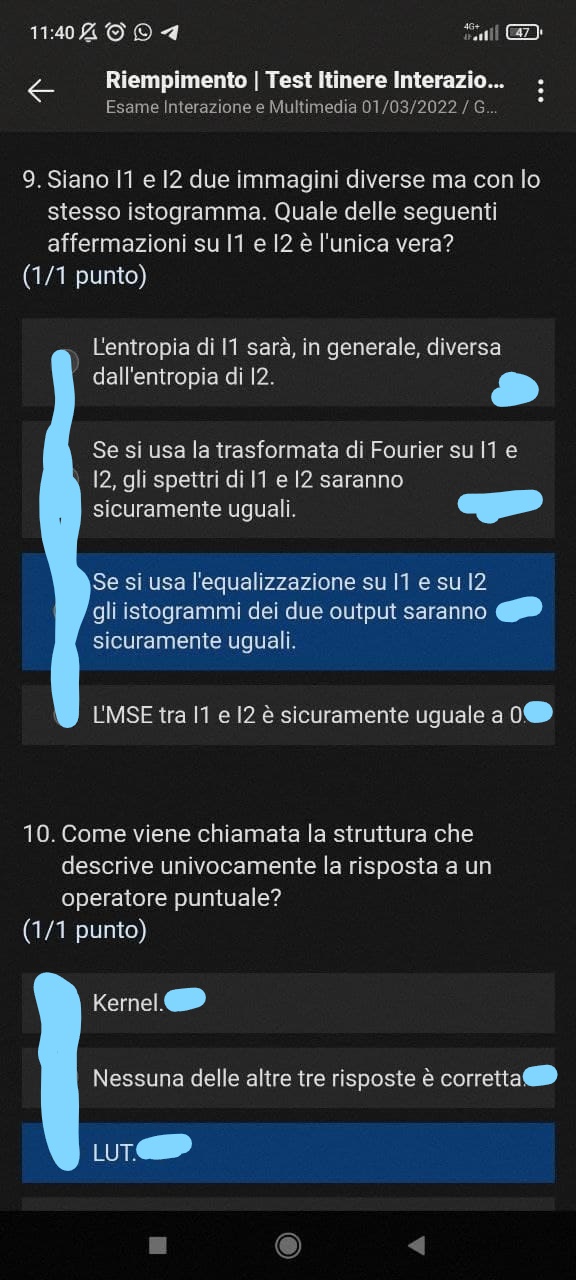 11:40
4G+
47
Riempimento | Test Itinere Interazio...
Esame Interazione e Multimedia 01/03/2022 / G...
9. Siano I1 e I2 due immagini diverse ma con lo
stesso istogramma. Quale delle seguenti
affermazioni su I1 e I2 è l'unica vera?
(1/1 punto)
L'entropia di I1 sarà, in generale, diversa
dall'entropia di I2.
Se si usa la trasformata di Fourier su I1 e
I2, gli spettri di I1 e I2 saranno
sicuramente uguali.
Se si usa l'equalizzazione su I1 e su I2
gli istogrammi dei due output saranno
sicuramente uguali.
L'MSE tra I1 e I2 è sicuramente uguale a 0.
10. Come viene chiamata la struttura che
descrive univocamente la risposta a un
operatore puntuale?
(1/1 punto)
Kernel.
Nessuna delle altre tre risposte è corretta.
LUT.